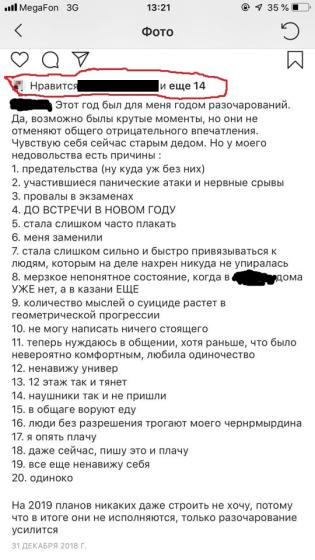 MegaFon 3G 13:21 35 %
Фото
Нравится и еще 14
Этот год был для меня годом разочарований.
Да, возможно были крутые моменты, но они не
отменяют общего отрицательного впечатления.
Чувствую себя сейчас старым дедом. Но у моего
недовольства есть причины :
1. предательства (ну куда уж без них)
2. участившиеся панические атаки и нервные срывы
3. провалы в экзаменах
4. ДО ВСТРЕЧИ В НОВОМ ГОДУ
5. стала слишком часто плакать
6. меня заменили
7. стала слишком сильно и быстро привязываться к
людям, которым на деле нахрен никуда не упиралась
8. мерзкое непонятное состояние, когда в дома
УЖЕ нет, а в казани ЕЩЕ
9. количество мыслей о суициде растет в
геометрической прогрессии
10. не могу написать ничего стоящего
11. теперь нуждаюсь в общении, хотя раньше, что было
невероятно комфортным, любила одиночество
12. ненавижу универ
13. 12 этаж так и тянет
14. наушники так и не пришли
15. в общаге воруют еду
16. люди без разрешения трогают моего чернрмырдина
17. я опять плачу
18. даже сейчас, пишу это и плачу
19. все еще ненавижу себя
20. одиноко
На 2019 планов никаких даже строить не хочу, потому
что в итоге они не исполняются, только разочарование
усилится
31 ДЕКАБРЯ 2018 Г.